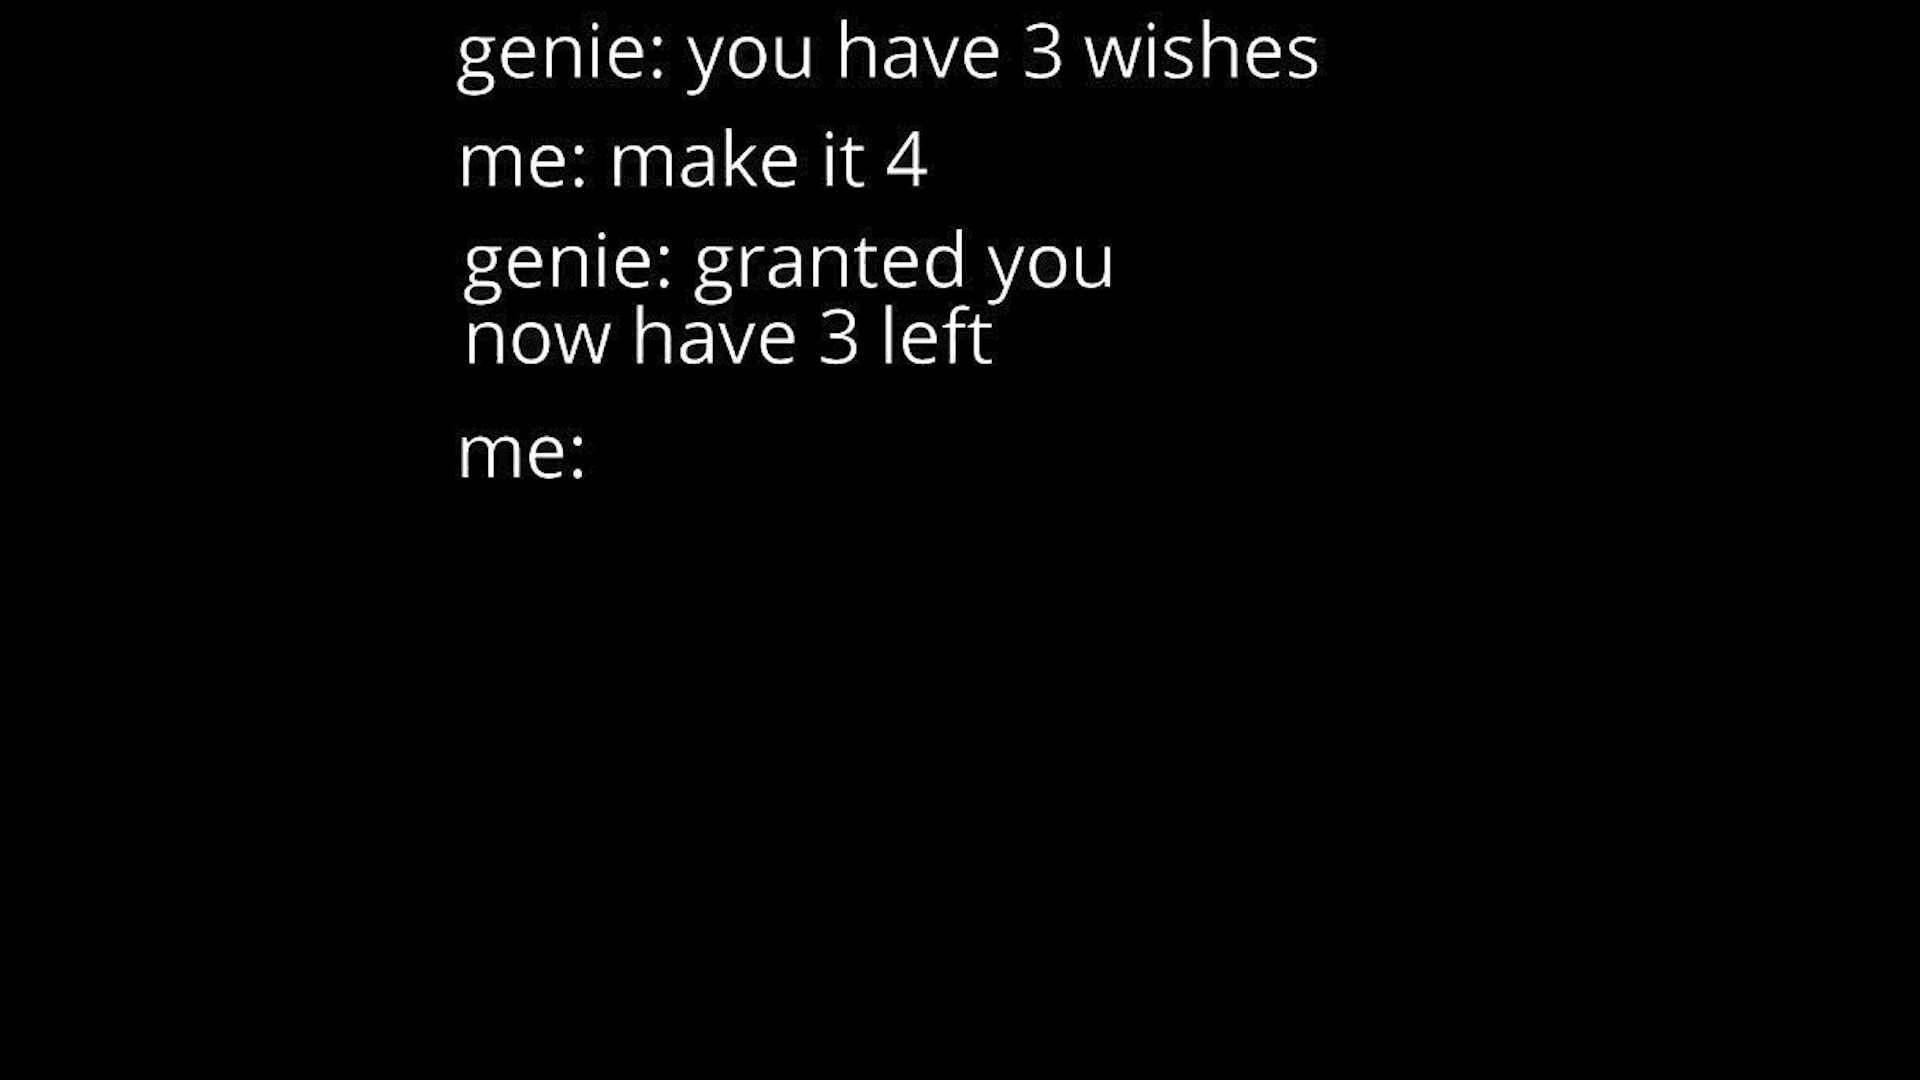 genie: you have 3 wishes
me: make it 4
genie: granted you
now have 3 left
me: